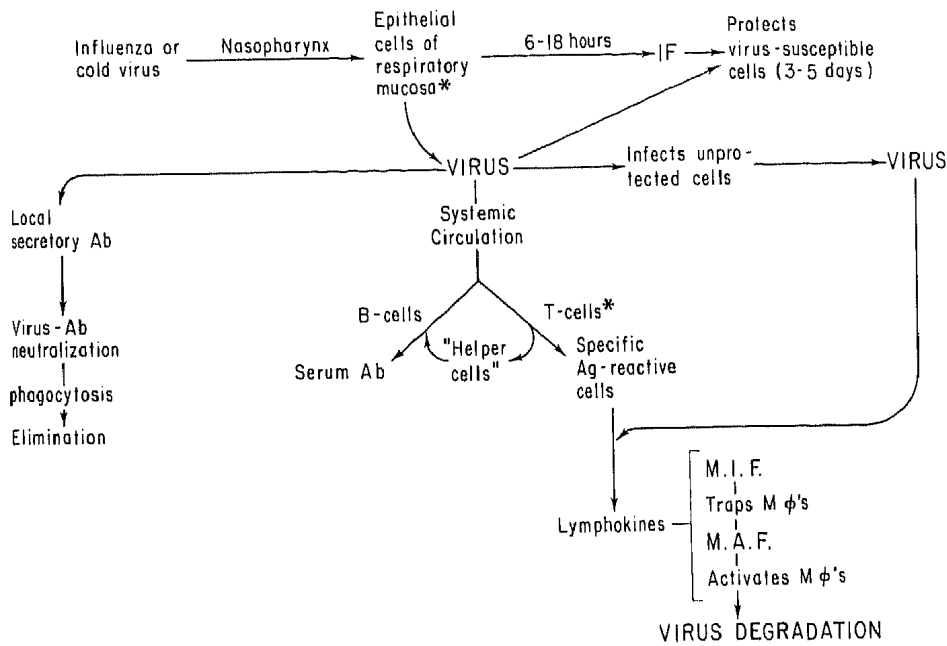 Influenza or
cold virus
Nasopharynx
Epithelial
cells of
respiratory
mucosa*
6-18 hours
IF
Protects
virus-susceptible
cells (3-5 days)
VIRUS
Infects unpro-
tected cells
VIRUS
Local
secretory Ab
Systemic
Circulation
Virus-Ab
neutralization
phagocytosis
Elimination
B-cells
T-cells*
"Helper
cells"
Serum Ab
Specific
Ag-reactive
cells
Lymphokines
M.I.F.
Traps M ϕ's
M.A.F.
Activates M ϕ's
VIRUS DEGRADATION